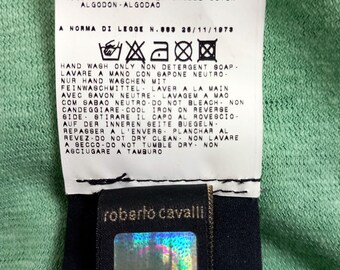 ALGODON-ALGODAÕ
A NORMA DI LEGGE N.883 26/11/1973
HAND WASH ONLY NON DETERGENT SOAP-
LAVARE A MANO CON SAPONE NEUTRO-
NUR HAND WASCHEN MIT
FEINWASCHMITTEL- LAVER A LA MAIN
AVEC SAVON NEUTRE- LAVAGEM A MAO
COM SABAO NEUTRO-DO NOT BLEACH- NON
CANDEGGIARE-COOL IRON ON REVERSE
SIDE- STIRARE IL CAPO AL ROVESCIO-
AUF DER INNEREN SEITE BUEGELN-
REPASSER A L'ENVERS- PLANCHAR AL
REVEZ-DO NOT DRY CLEAN- NON LAVARE
A SECCO-DO NOT TUMBLE DRY- NON
ASCIUGARE A TAMBURO
roberto cavalli